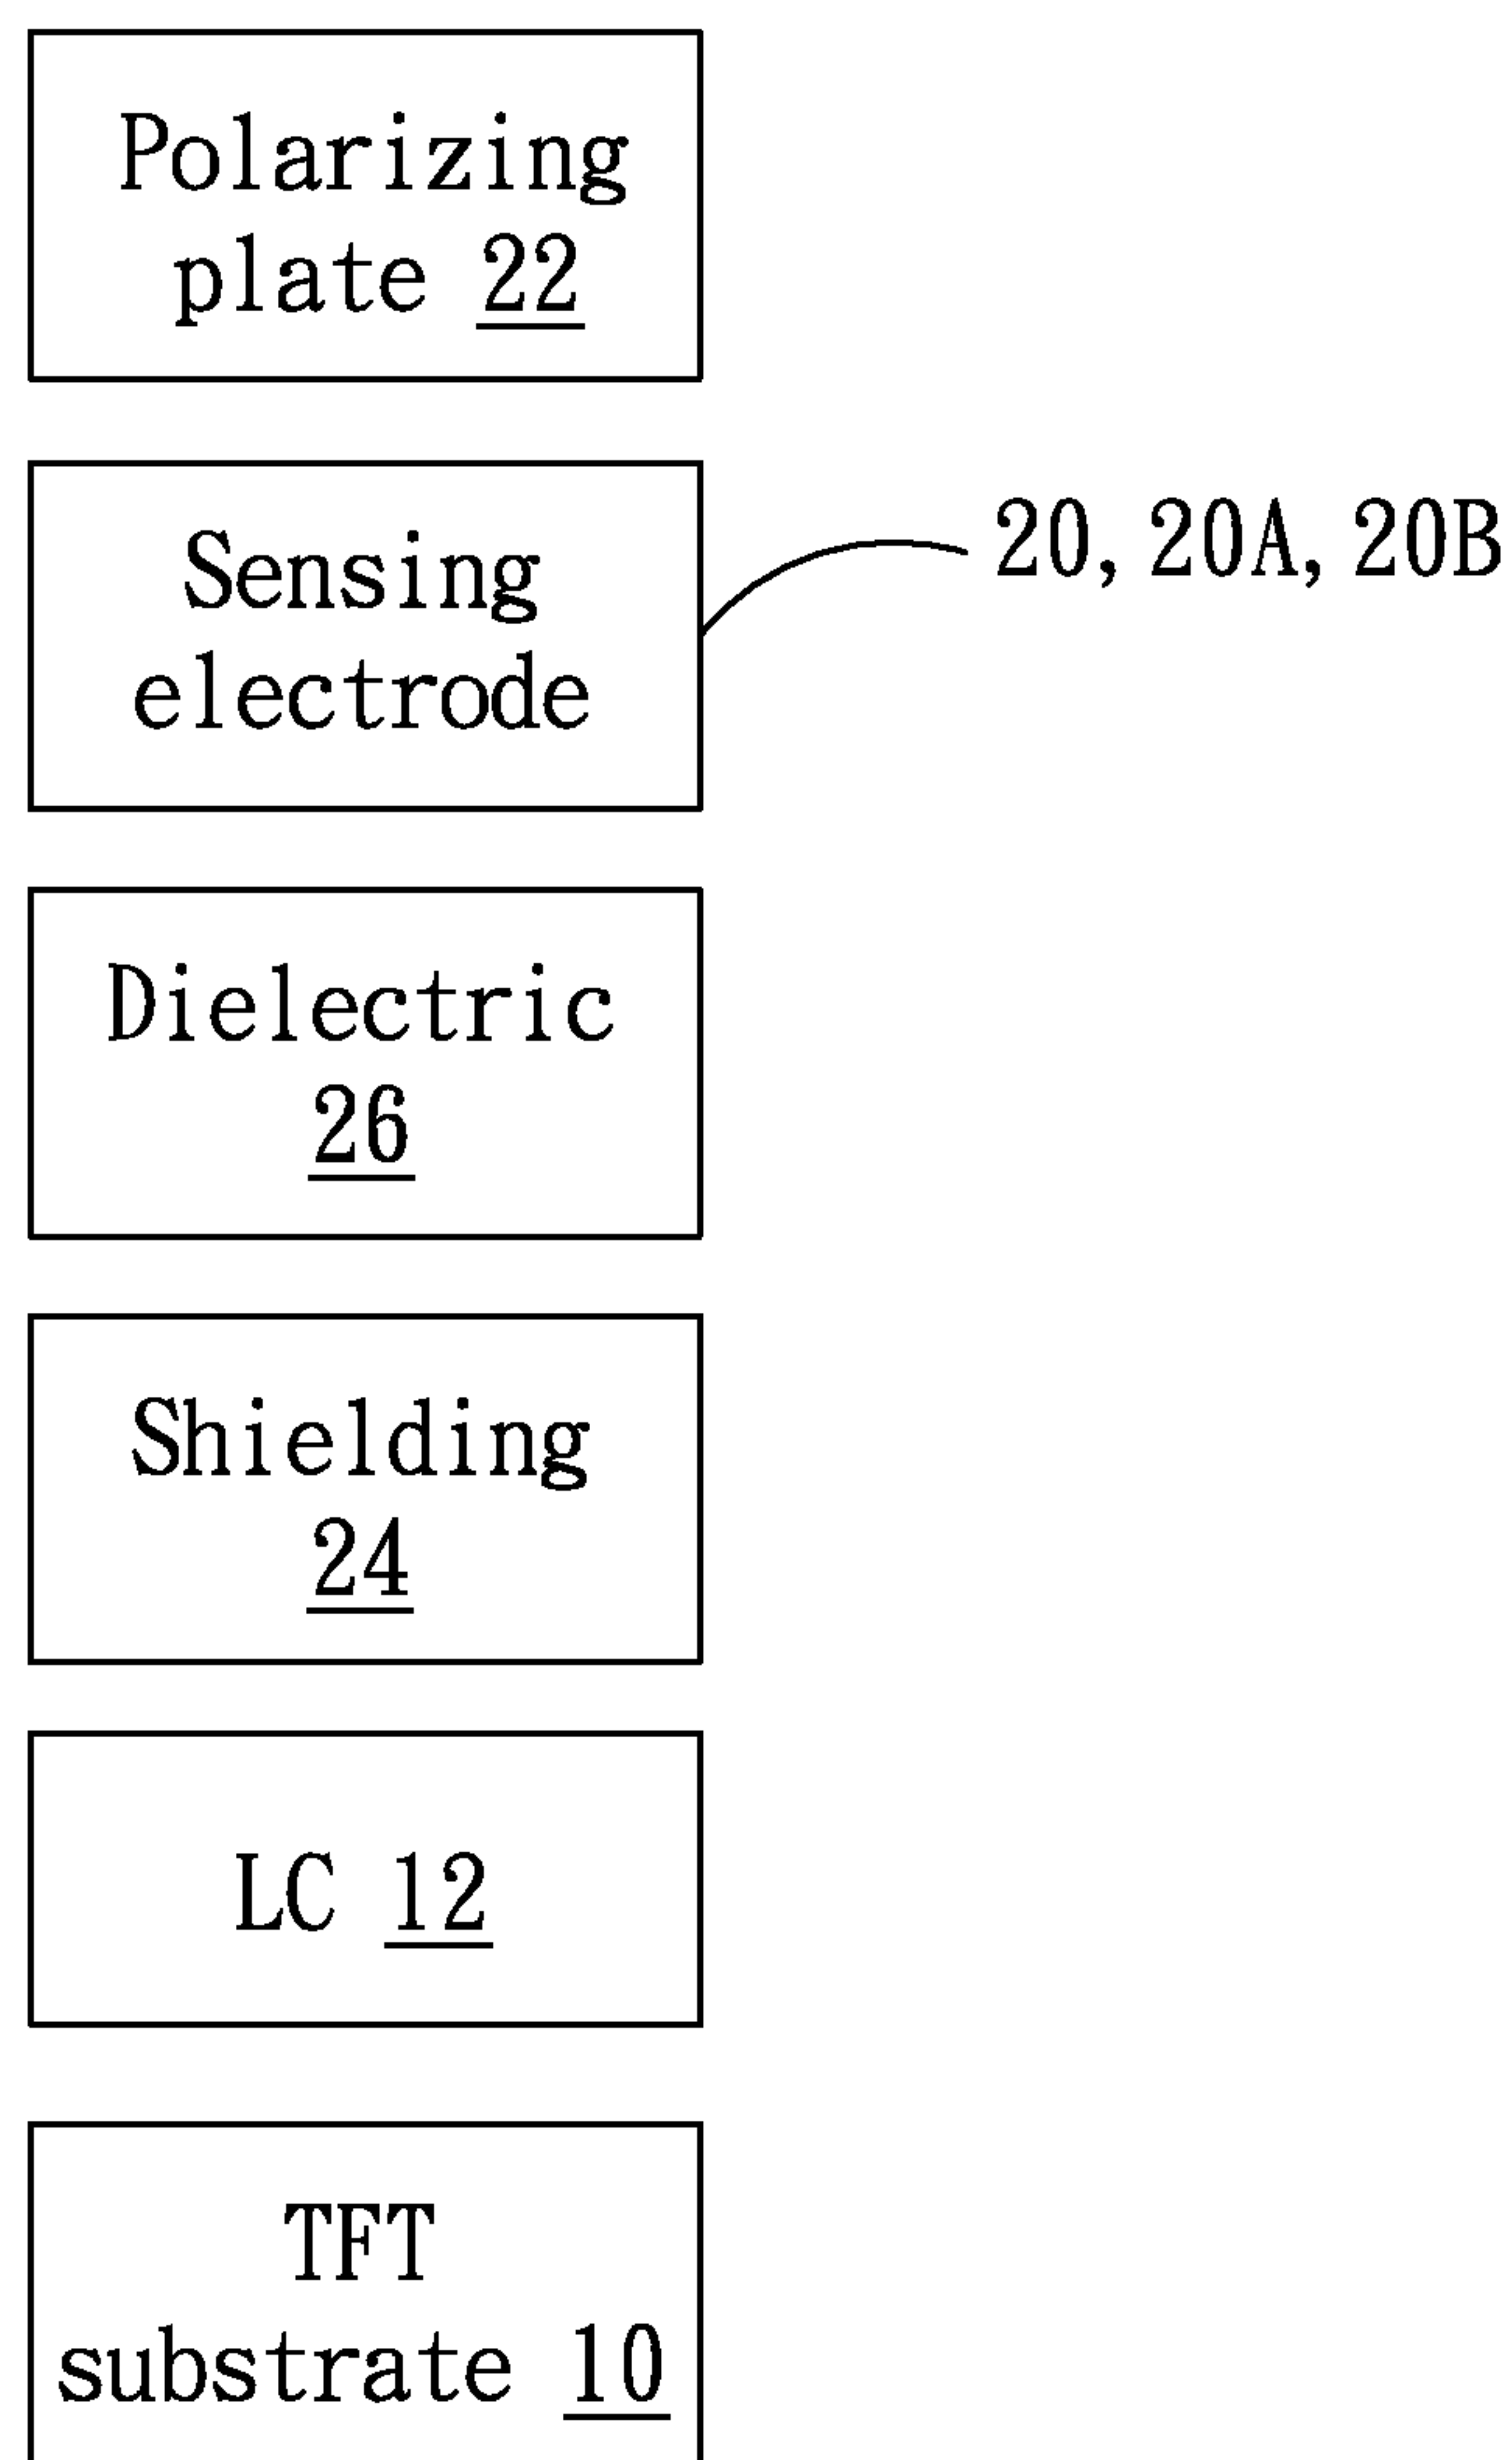 Polarizing
plate 22
Sensing
electrode
20,20A,20B
Dielectric
26
Shielding
24
LC 12
TFT
substrate 10